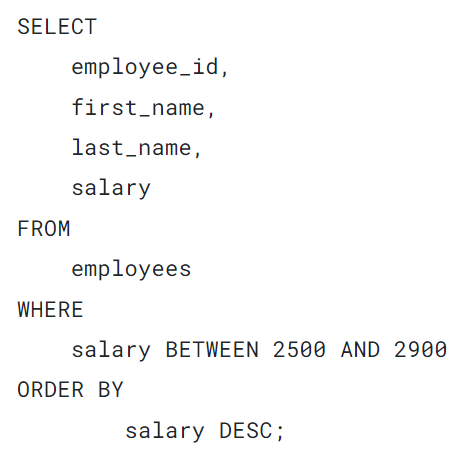 SELECT
    employee_id,
    first_name,
    last_name,
    salary
FROM
    employees
WHERE
    salary BETWEEN 2500 AND 2900
ORDER BY
        salary DESC;